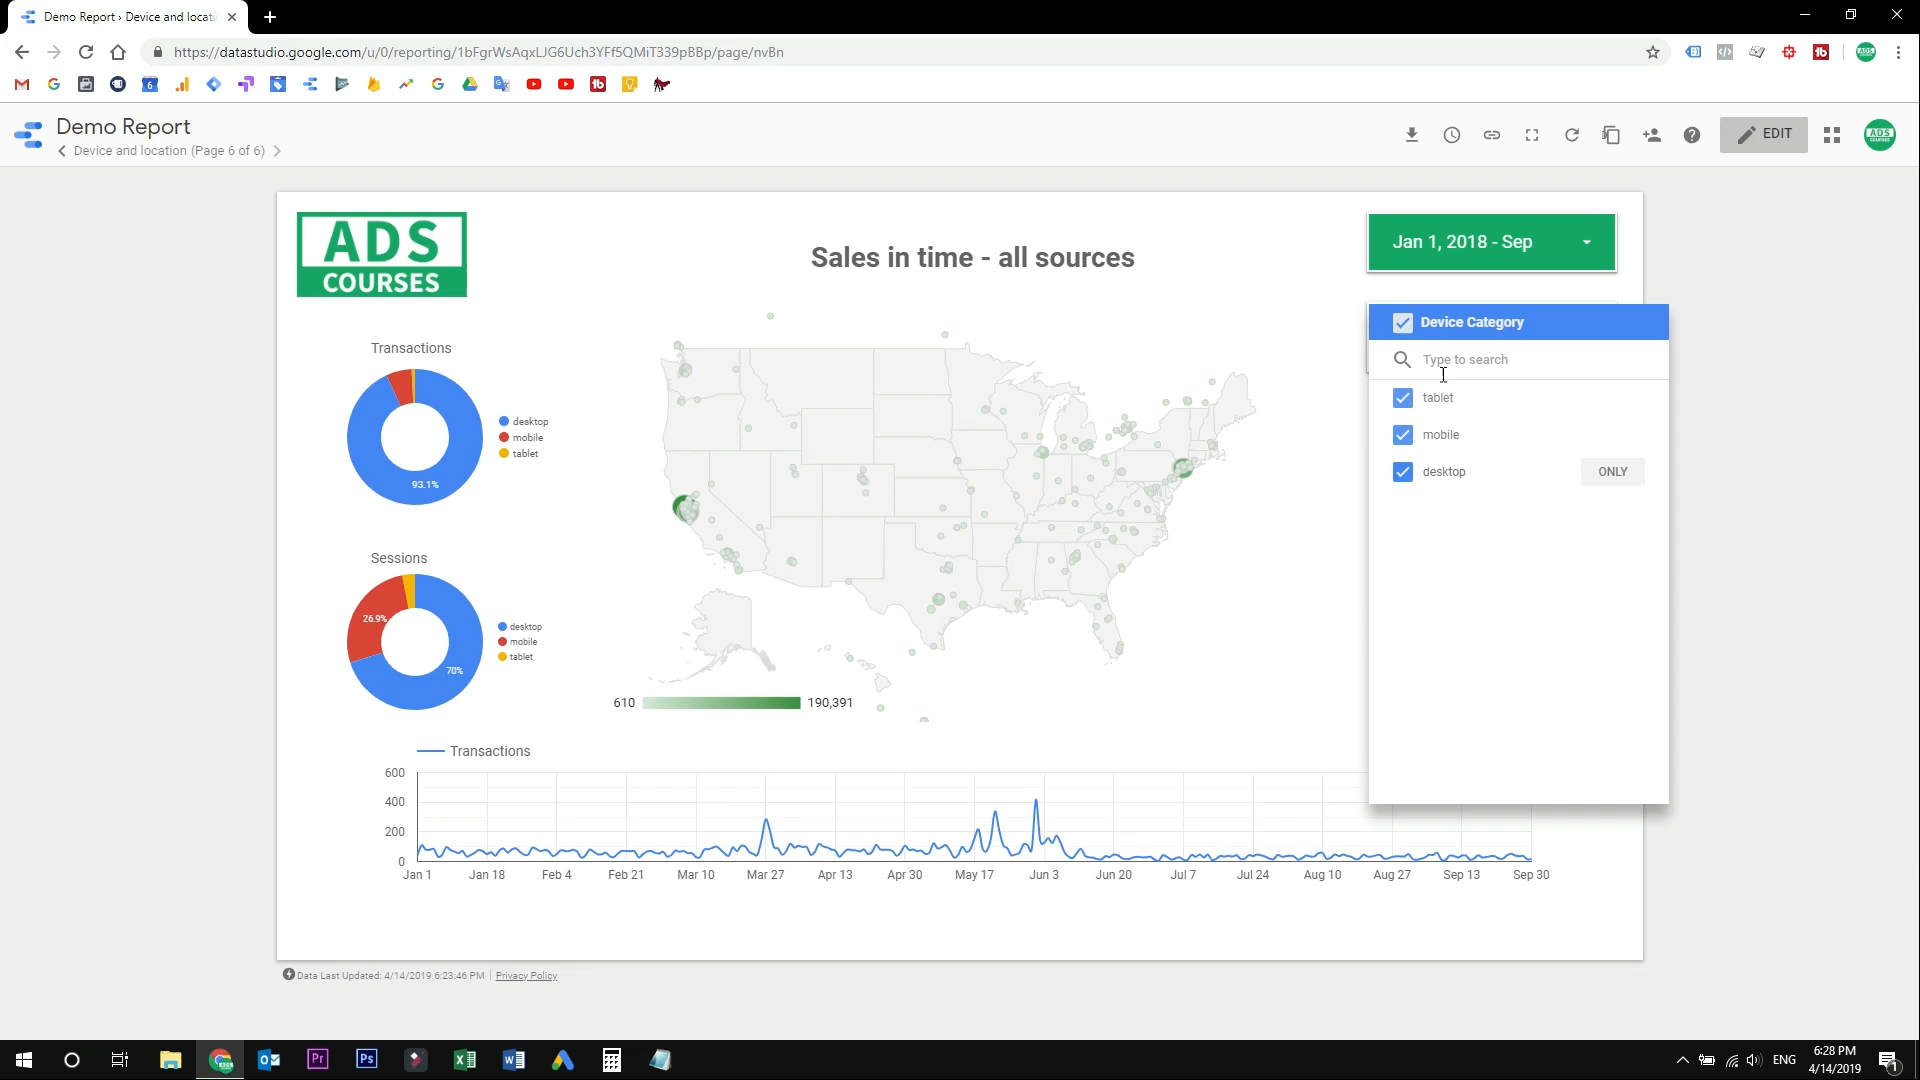 Demo Report › Device and locati
https://datastudio.google.com/u/0/reporting/1bFgrWsAqxLJG6Uch3YFf5QMiT339pBBp/page/nvBn
Demo Report
Device and location (Page 6 of 6)
EDIT
ADS
COURSES
Sales in time - all sources
Jan 1, 2018 - Sep
Device Category
Type to search
tablet
mobile
desktop
ONLY
Transactions
93.1%
desktop
mobile
tablet
Sessions
26.9%
70%
desktop
mobile
tablet
610
190,391
Transactions
600
400
200
0
Jan 1
Jan 18
Feb 4
Feb 21
Mar 10
Mar 27
Apr 13
Apr 30
May 17
Jun 3
Jun 20
Jul 7
Jul 24
Aug 10
Aug 27
Sep 13
Sep 30
Data Last Updated: 4/14/2019 6:23:46 PM
Privacy Policy
ENG
6:28 PM
4/14/2019